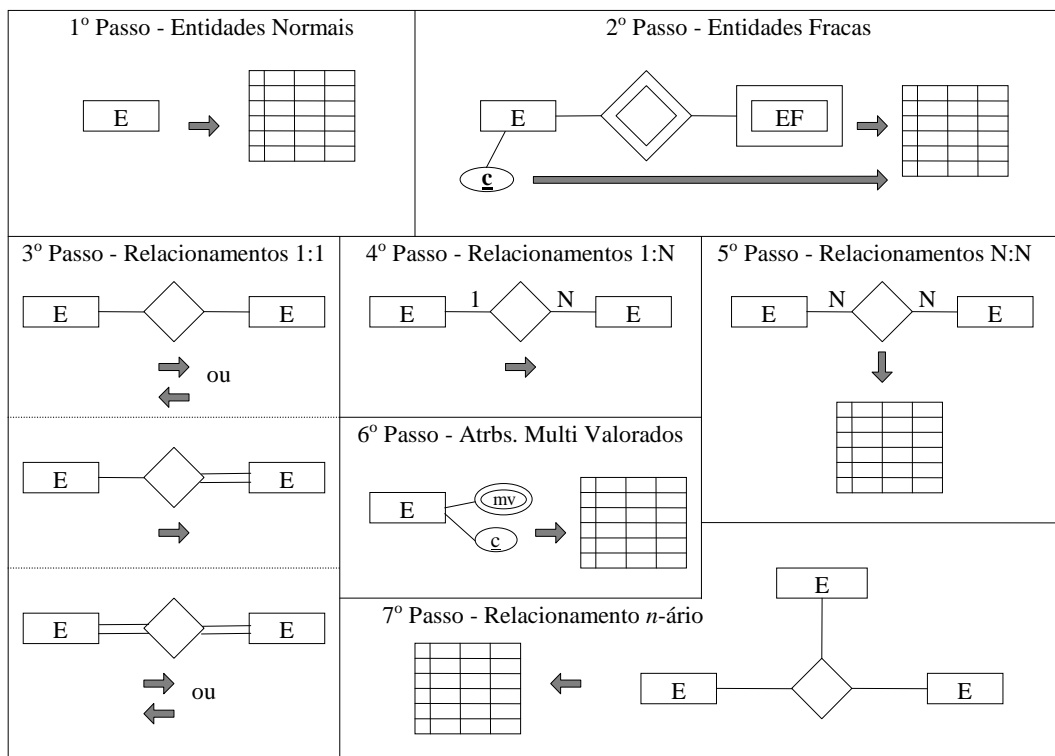 1º Passo - Entidades Normais
E
2º Passo - Entidades Fracas
E
EF
c
3º Passo - Relacionamentos 1:1
E
E
ou
E
E
E
E
ou
4º Passo - Relacionamentos 1:N
E
1
N
E
5º Passo - Relacionamentos N:N
E
N
N
E
6º Passo - Atrbs. Multi Valorados
E
mv
c
7º Passo - Relacionamento n-ário
E
E
E